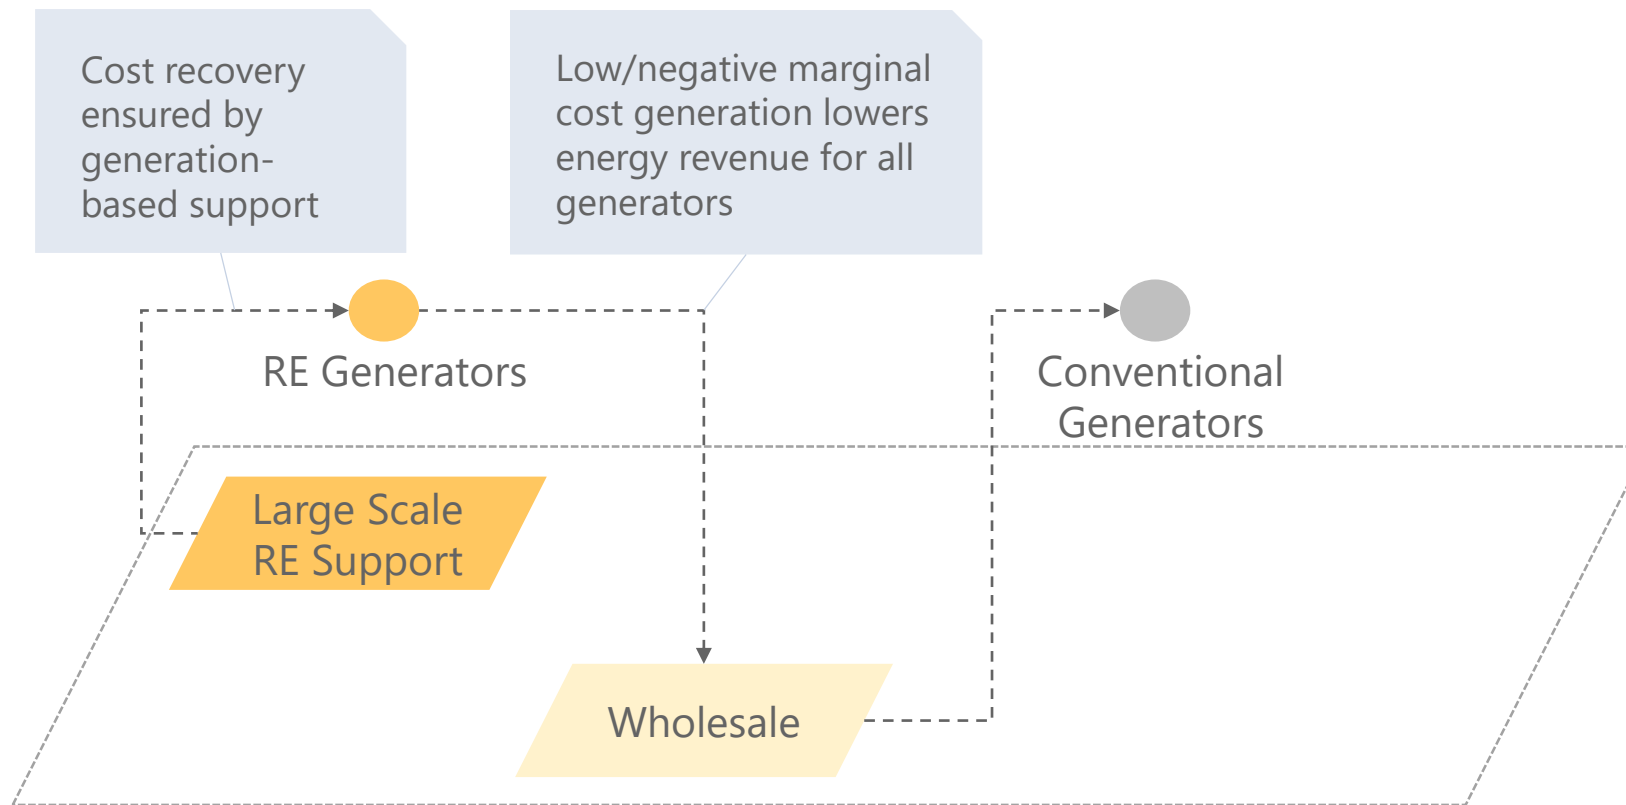 Cost recovery
ensured by
generation-
based support
Low/negative marginal
cost generation lowers
energy revenue for all
generators
RE Generators
Conventional
Generators
Large Scale
RE Support
Wholesale